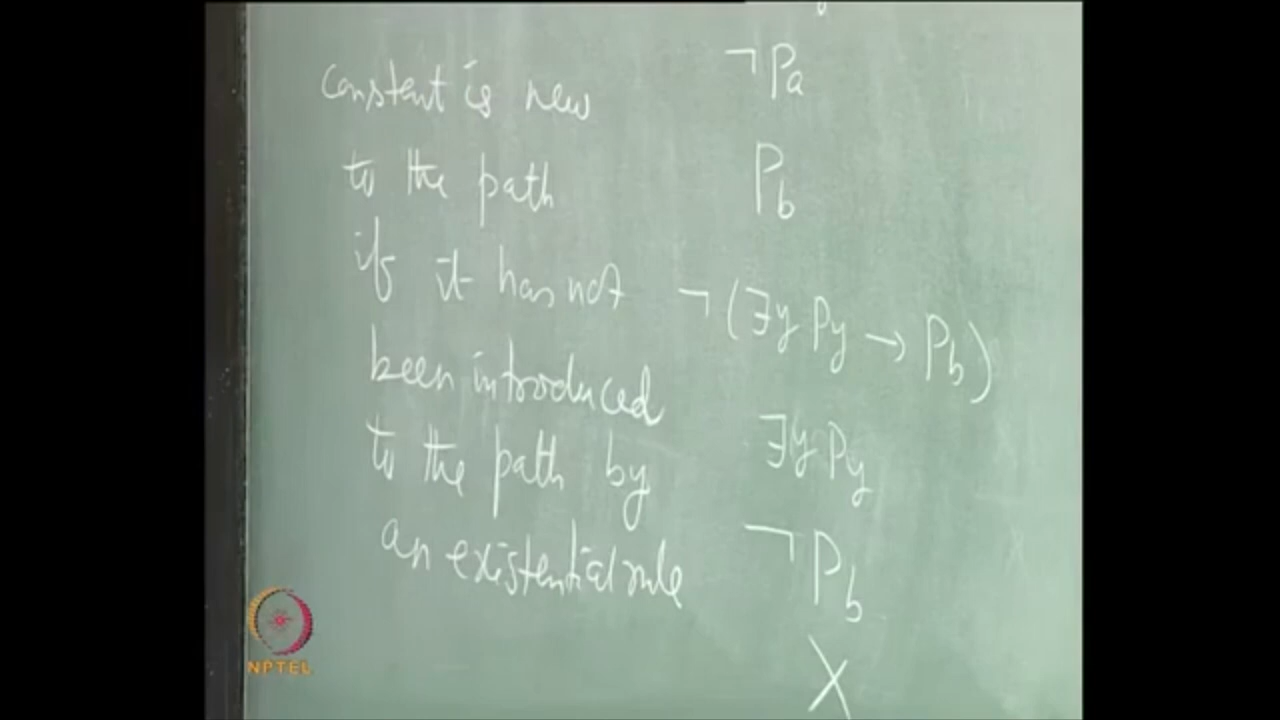 constant is new
to the path
if it has not
been introduced
to the path by
an existential rule
¬Pa
Pb
¬(∃y Py → Pb)
∃y Py
¬Pb
X
NPTEL